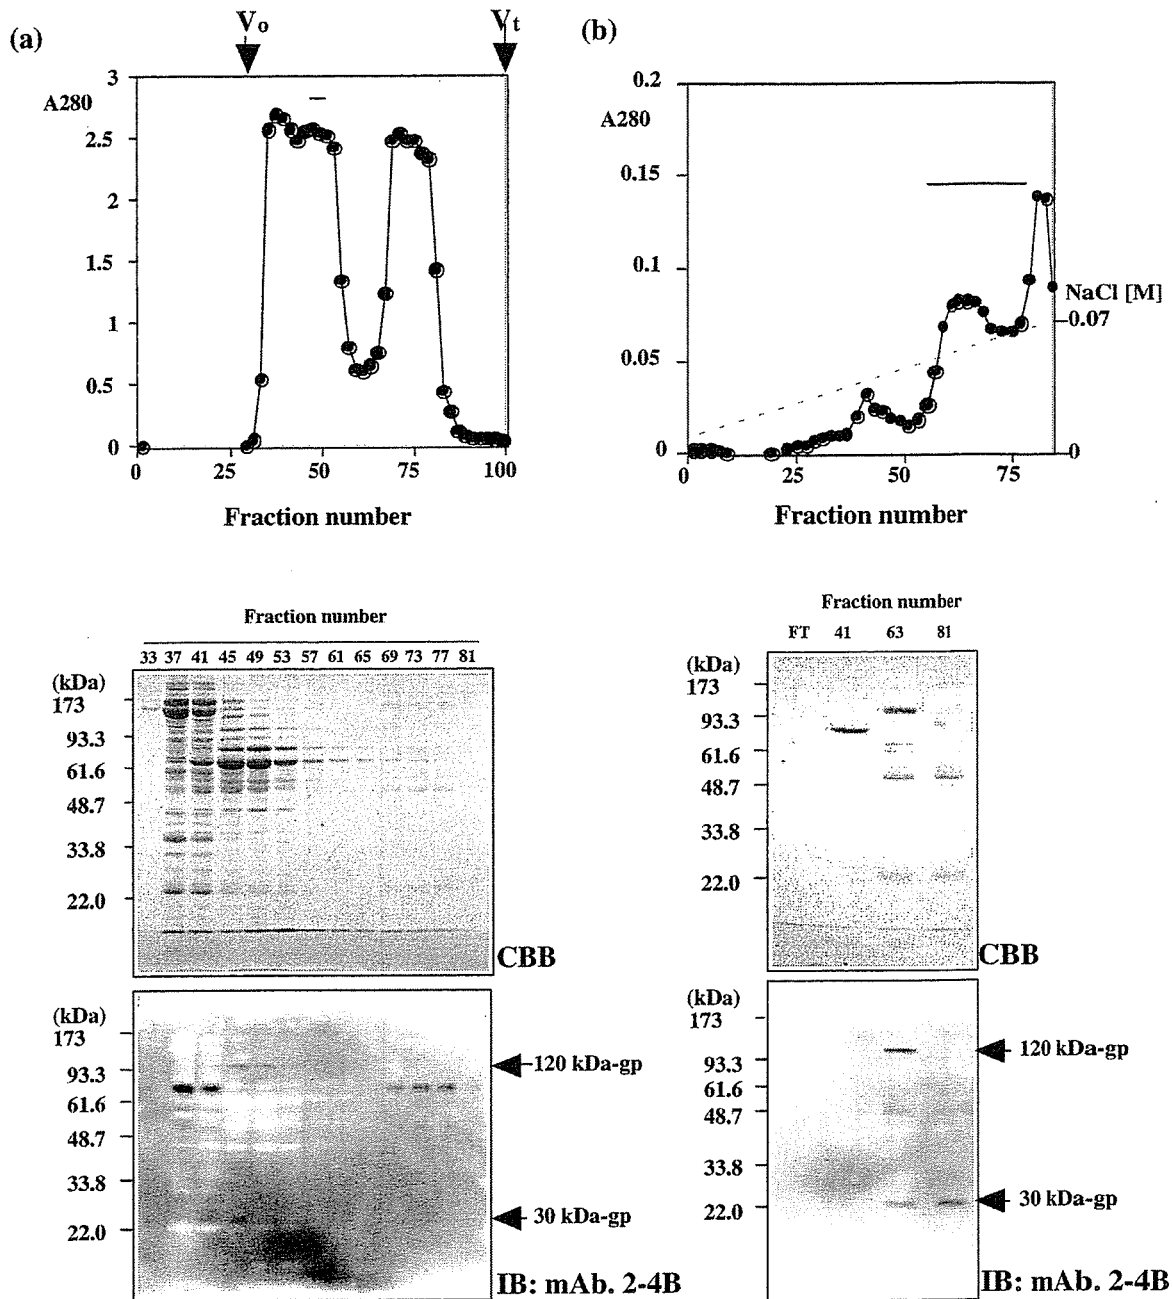 (a)
Vo
Vt
A280
3
2.5
2
1.5
1
0.5
0
0
25
50
75
100
Fraction number
(b)
0.2
A280
0.15
0.1
0.05
0
NaCl [M]
0.07
0
0
25
50
75
Fraction number
Fraction number
33 37 41 45 49 53 57 61 65 69 73 77 81
(kDa)
173
93.3
61.6
48.7
33.8
22.0
CBB
(kDa)
173
93.3
61.6
48.7
33.8
22.0
120 kDa-gp
30 kDa-gp
IB: mAb. 2-4B
Fraction number
FT 41 63 81
(kDa)
173
93.3
61.6
48.7
33.8
22.0
CBB
(kDa)
173
93.3
61.6
48.7
33.8
22.0
120 kDa-gp
30 kDa-gp
IB: mAb. 2-4B